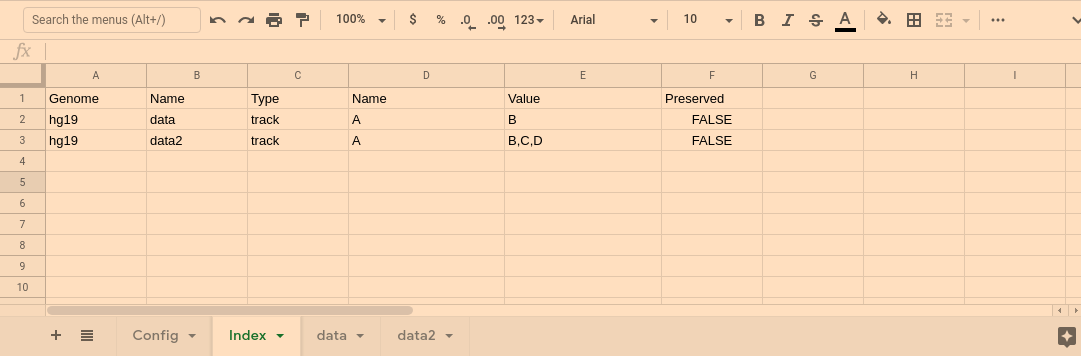 Search the menus (Alt+/) 100% $ % .0 .00 123 Arial 10 B I S A
fx
A B C D E F G H I
1 Genome Name Type Name Value Preserved
2 hg19 data track A B FALSE
3 hg19 data2 track A B,C,D FALSE
4
5
6
7
8
9
10
+ Config Index data data2